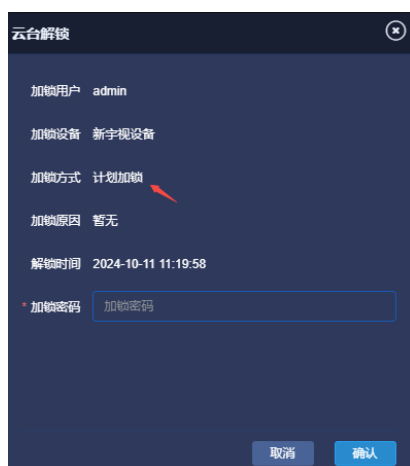 云台解锁
加锁用户 admin
加锁设备 新宇视设备
加锁方式 计划加锁
加锁原因 暂无
解锁时间 2024-10-11 11:19:58
* 加锁密码 加锁密码
取消 确认